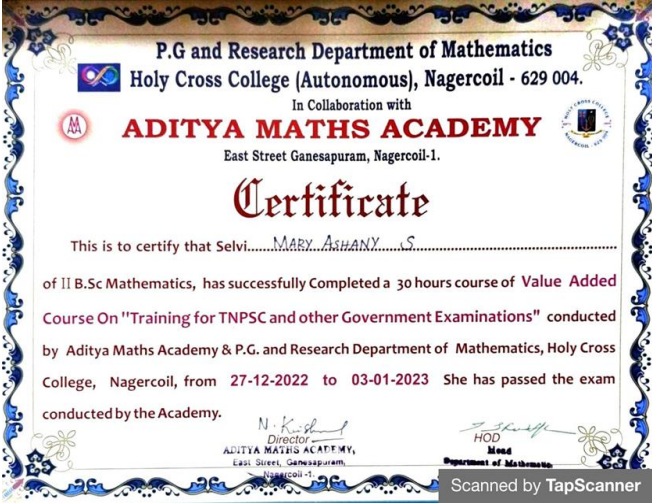 P.G and Research Department of Mathematics
Holy Cross College (Autonomous), Nagercoil - 629 004.
In Collaboration with
ADITYA MATHS ACADEMY
East Street Ganesapuram, Nagercoil-1.
Certificate
This is to certify that Selvi......MARY ASHANY S......
of II B.Sc Mathematics, has successfully Completed a 30 hours course of Value Added
Course On "Training for TNPSC and other Government Examinations" conducted
by Aditya Maths Academy & P.G. and Research Department of Mathematics, Holy Cross
College, Nagercoil, from 27-12-2022 to 03-01-2023 She has passed the exam
conducted by the Academy.
Director
ADITYA MATHS ACADEMY,
East Street, Ganesapuram,
Nagercoil -1.
HOD
Head
Department of Mathematic
Scanned by TapScanner